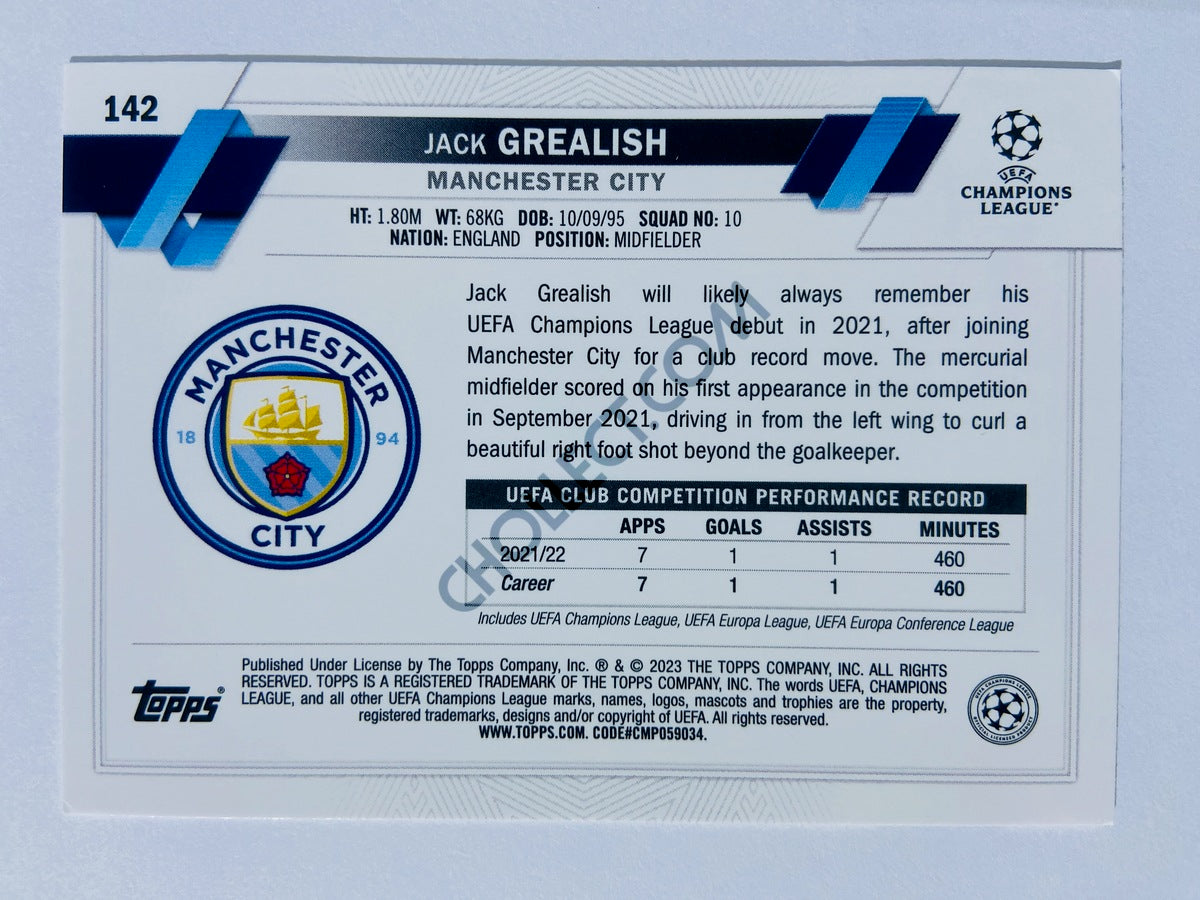 142
JACK GREALISH
MANCHESTER CITY
HT: 1.80M WT: 68KG DOB: 10/09/95 SQUAD NO: 10
NATION: ENGLAND POSITION: MIDFIELDER
UEFA
CHAMPIONS
LEAGUE
MANCHESTER
18 94
CITY
Jack Grealish will likely always remember his
UEFA Champions League debut in 2021, after joining
Manchester City for a club record move. The mercurial
midfielder scored on his first appearance in the competition
in September 2021, driving in from the left wing to curl a
beautiful right foot shot beyond the goalkeeper.
UEFA CLUB COMPETITION PERFORMANCE RECORD
APPS GOALS ASSISTS MINUTES
2021/22 7 1 1 460
Career 7 1 1 460
Includes UEFA Champions League, UEFA Europa League, UEFA Europa Conference League
CHOLLECT.COM
Topps®
Published Under License by The Topps Company, Inc. ® & © 2023 THE TOPPS COMPANY, INC. ALL RIGHTS
RESERVED. TOPPS IS A REGISTERED TRADEMARK OF THE TOPPS COMPANY, INC. The words UEFA, CHAMPIONS
LEAGUE, and all other UEFA Champions League marks, names, logos, mascots and trophies are the property,
registered trademarks, designs and/or copyright of UEFA. All rights reserved.
WWW.TOPPS.COM. CODE#CMP059034.
UEFA CHAMPIONS LEAGUE
OFFICIAL LICENSED PRODUCT